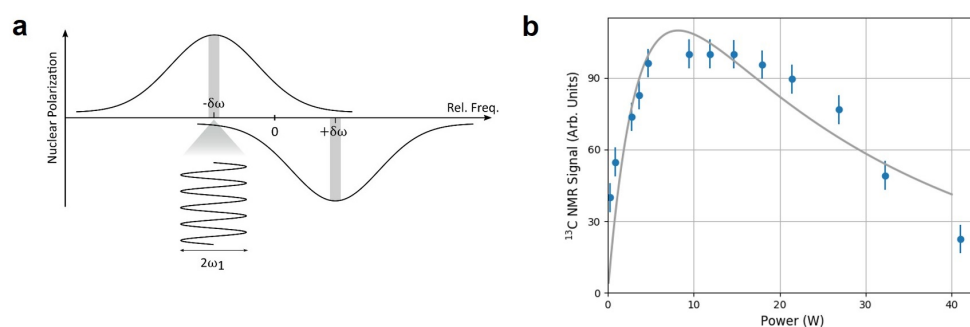 a
Nuclear Polarization
-δω
0
+δω
Rel. Freq.
2ω1
b
13C NMR Signal (Arb. Units)
90
60
30
0
0
10
20
30
40
Power (W)